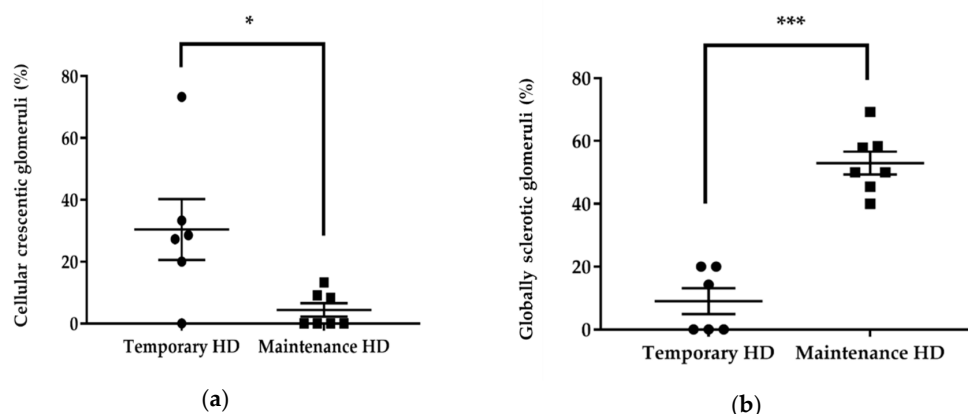 *
Cellular crescentic glomeruli (%)
80
60
40
20
0
Temporary HD Maintenance HD
(a)
***
Globally sclerotic glomeruli (%)
80
60
40
20
0
Temporary HD Maintenance HD
(b)